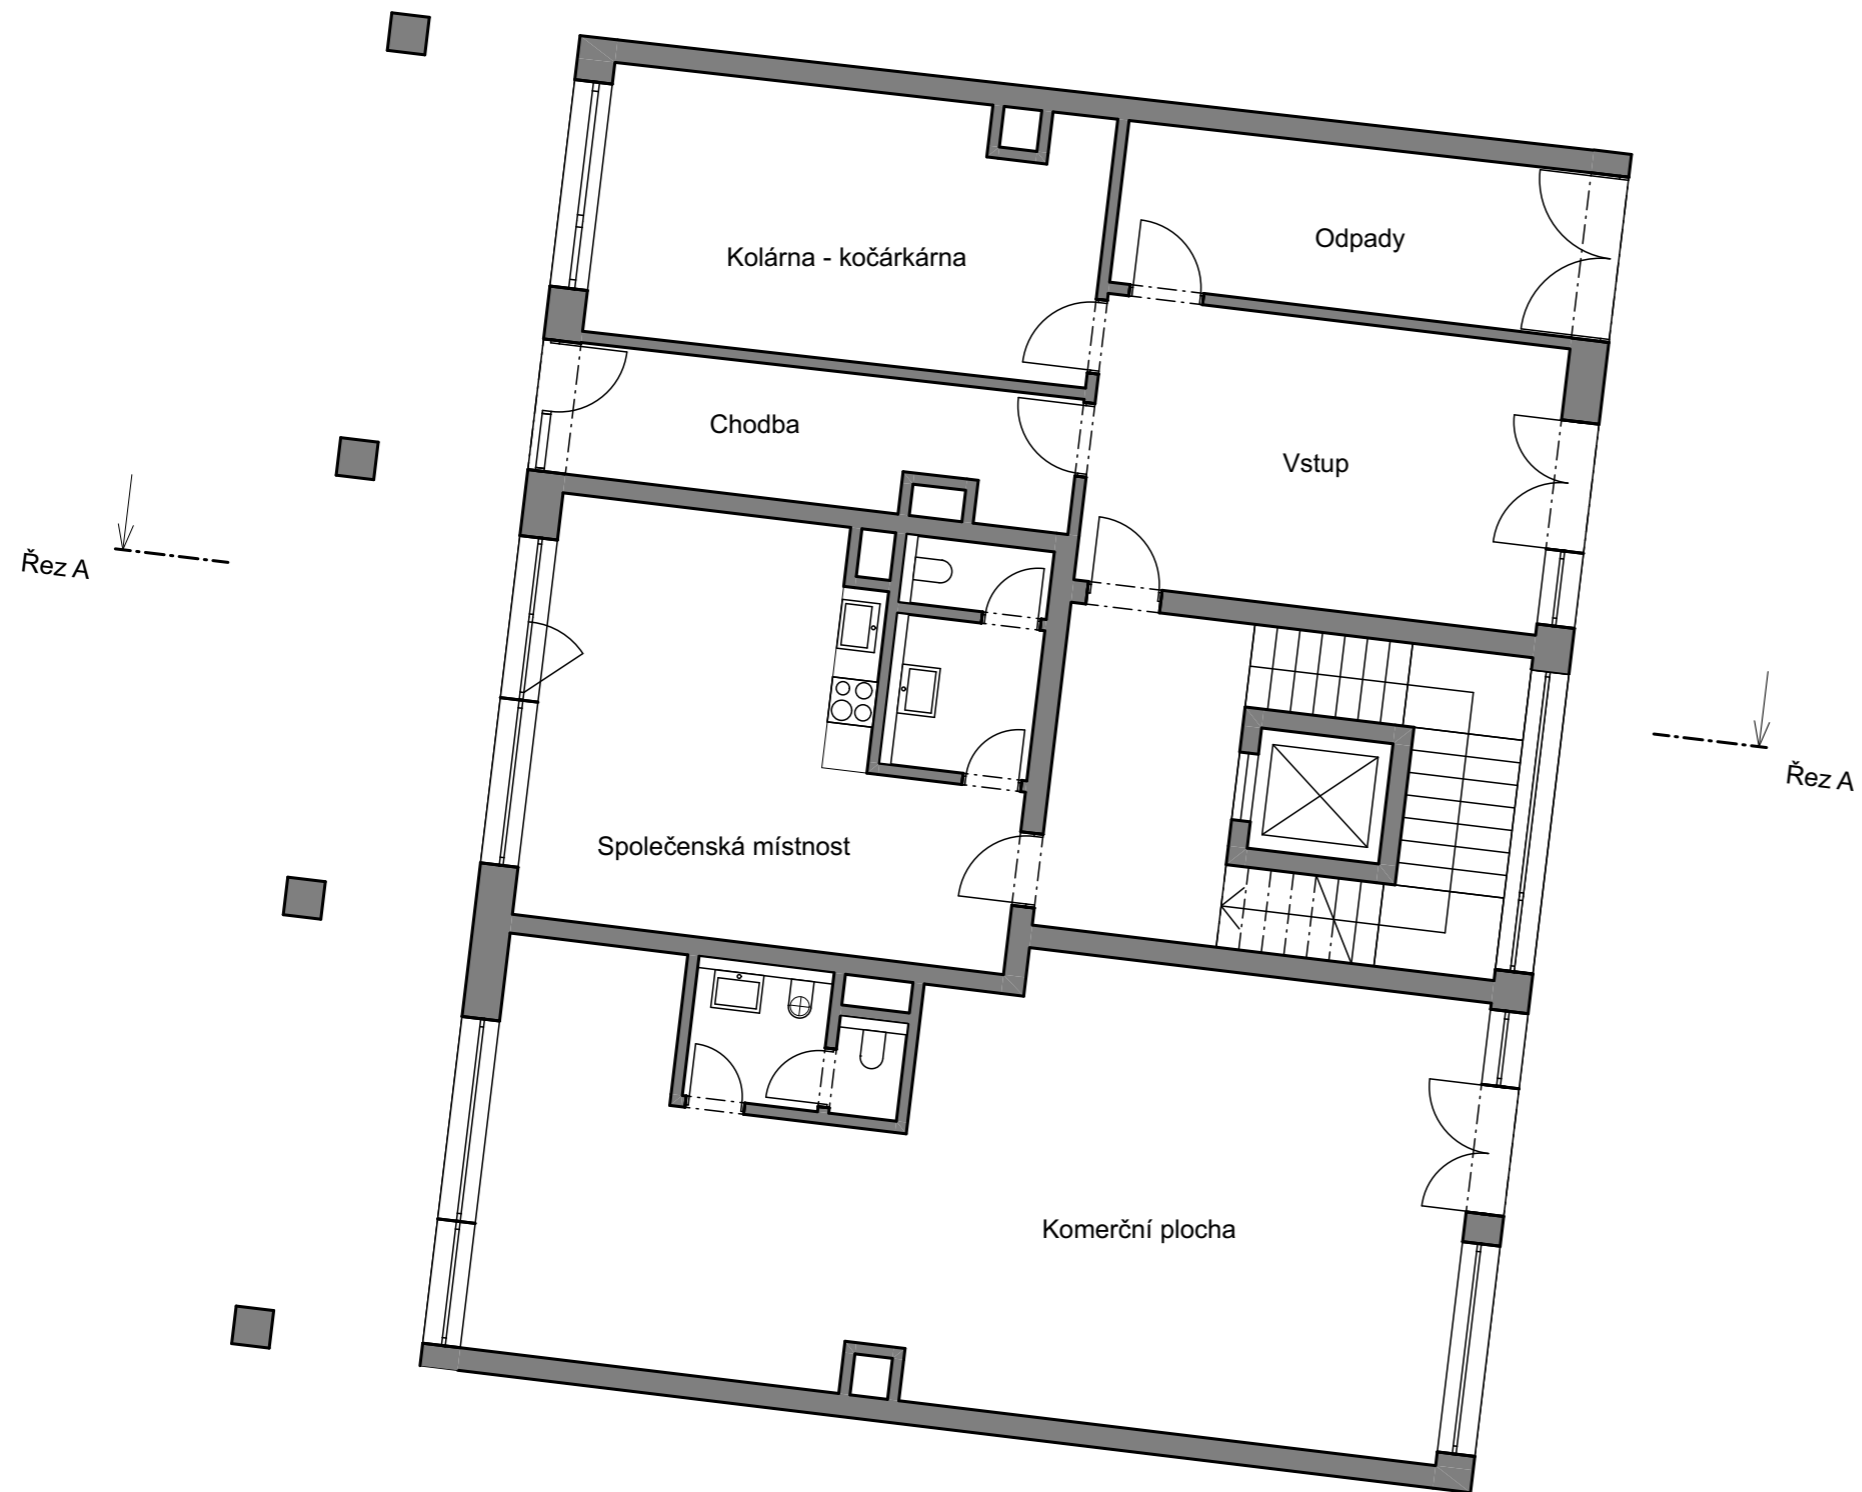 Odpady
Kolárna - kočárkárna
Chodba
Vstup
Řez A
Řez A
Společenská místnost
Komerční plocha